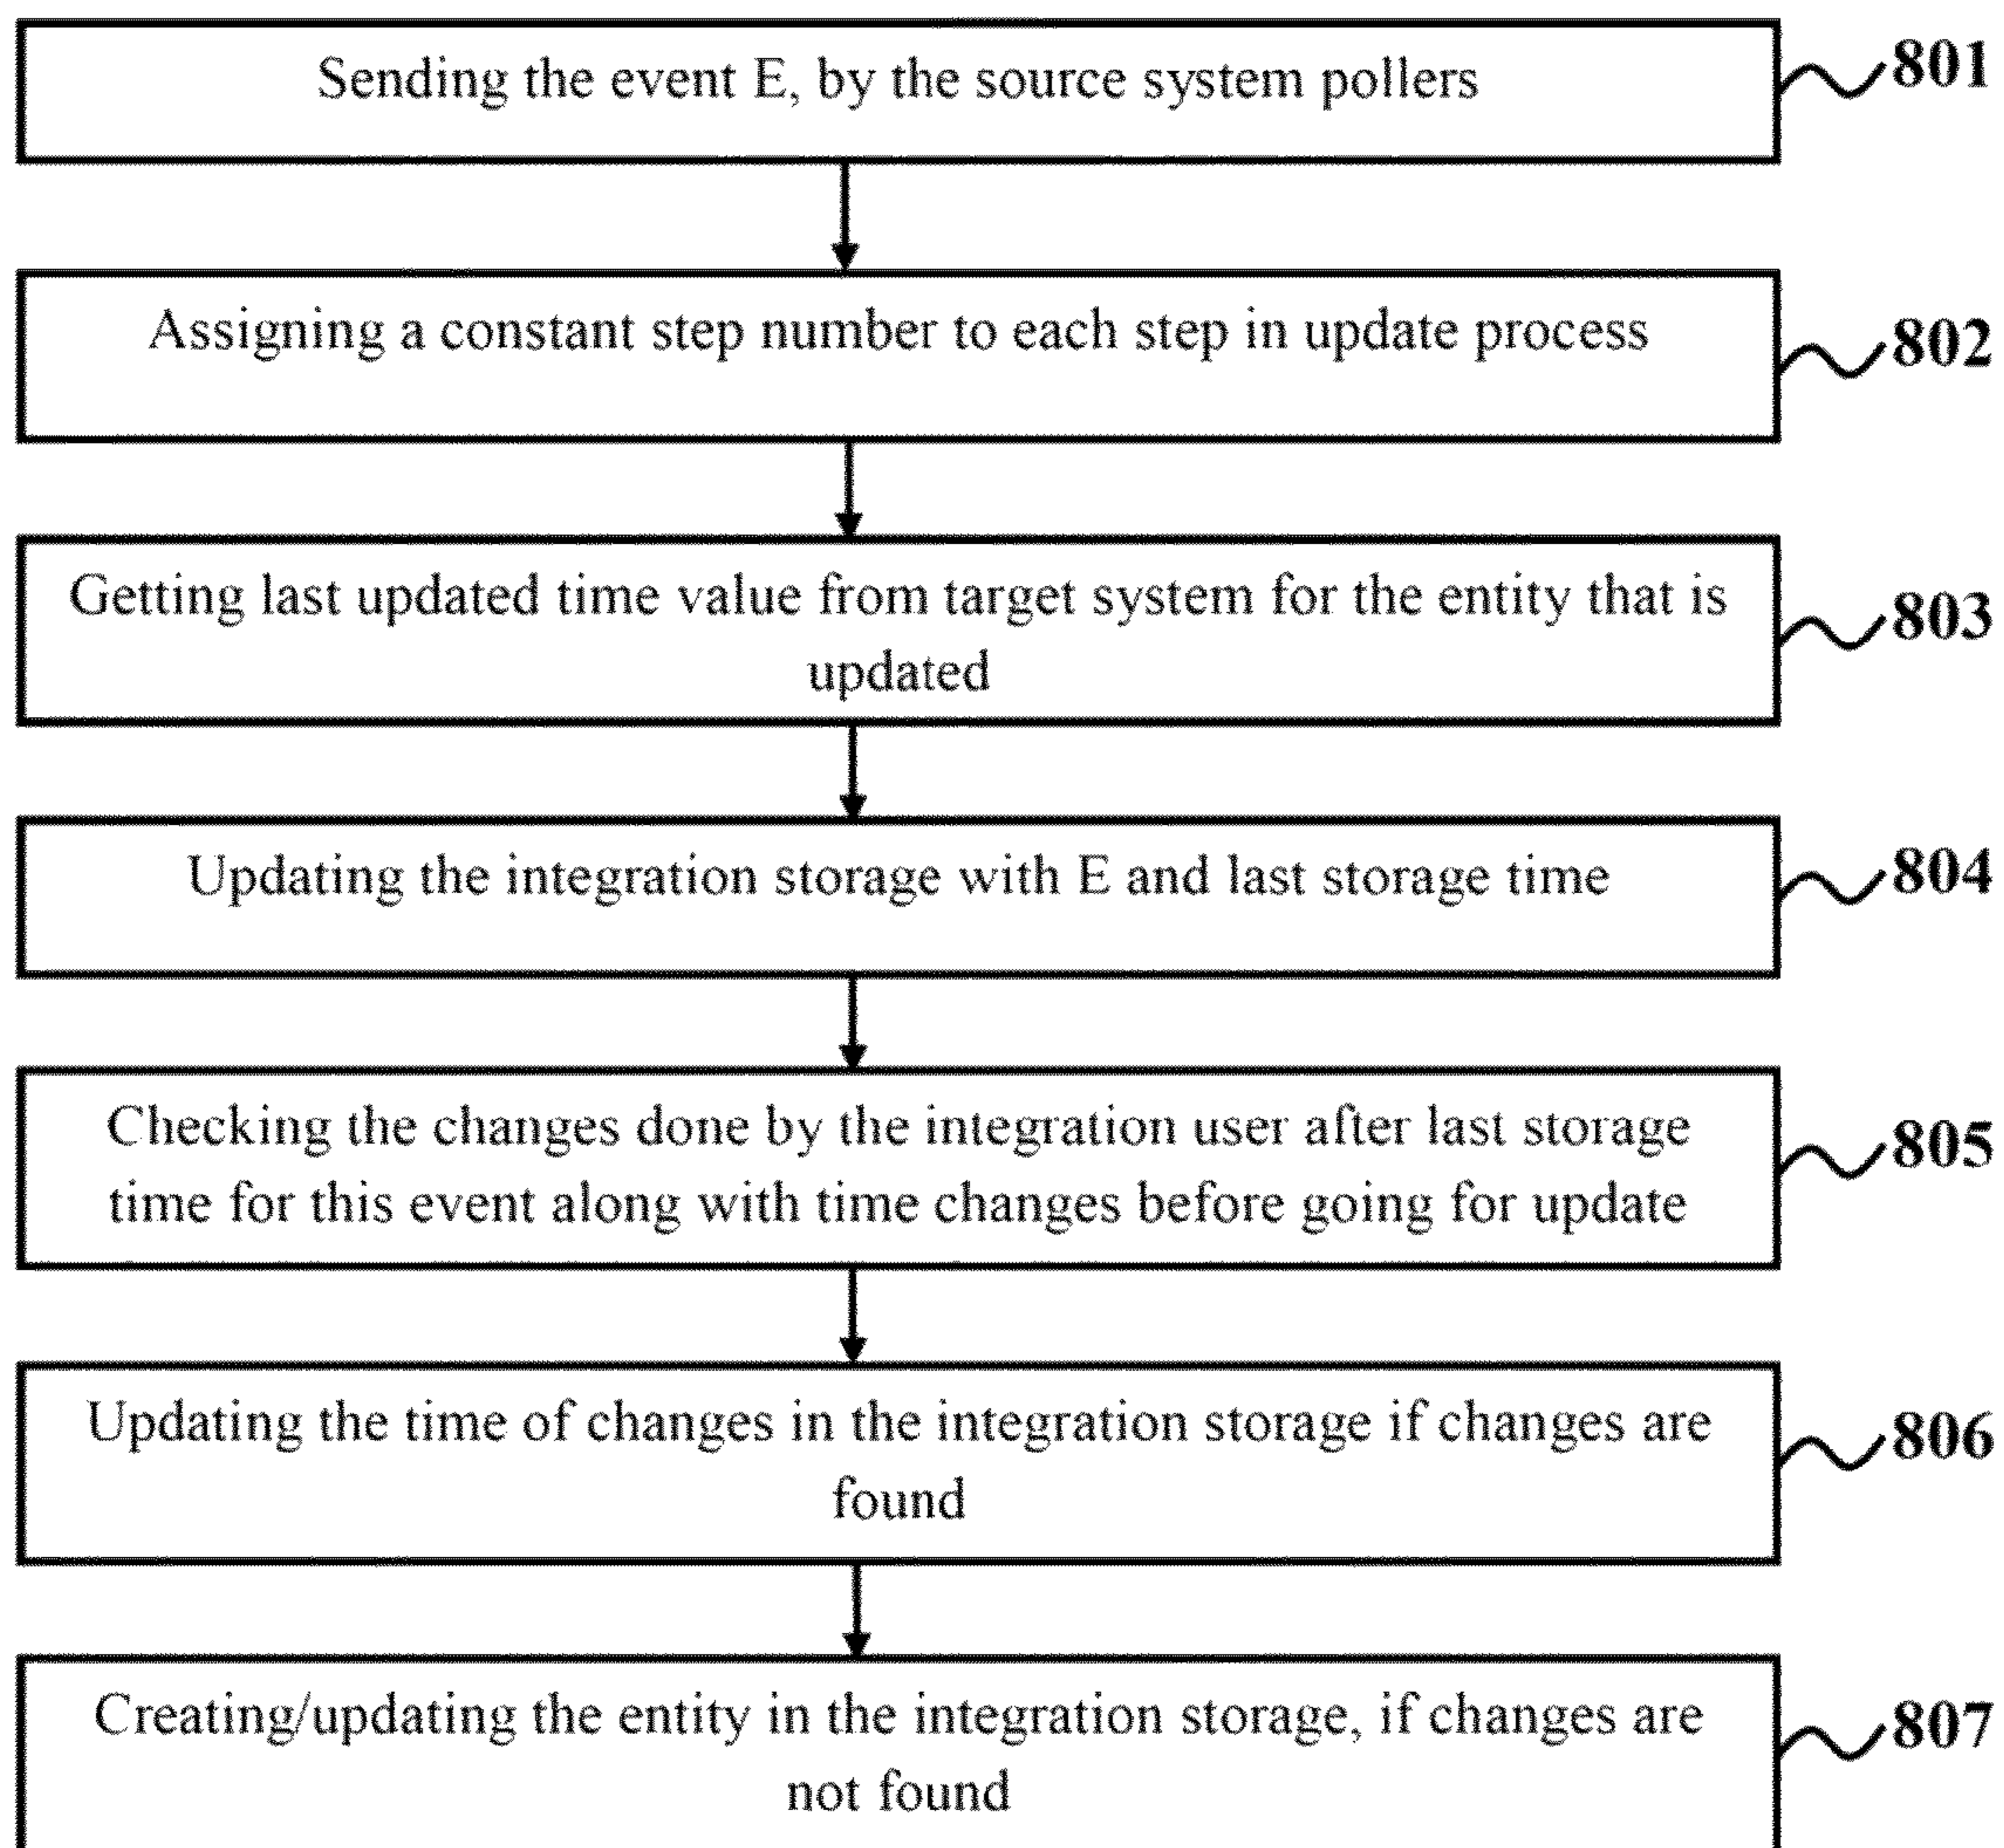 Sending the event E, by the source system pollers
801
Assigning a constant step number to each step in update process
802
Getting last updated time value from target system for the entity that is
updated
803
Updating the integration storage with E and last storage time
804
Checking the changes done by the integration user after last storage
time for this event along with time changes before going for update
805
Updating the time of changes in the integration storage if changes are
found
806
Creating/updating the entity in the integration storage, if changes are
not found
807